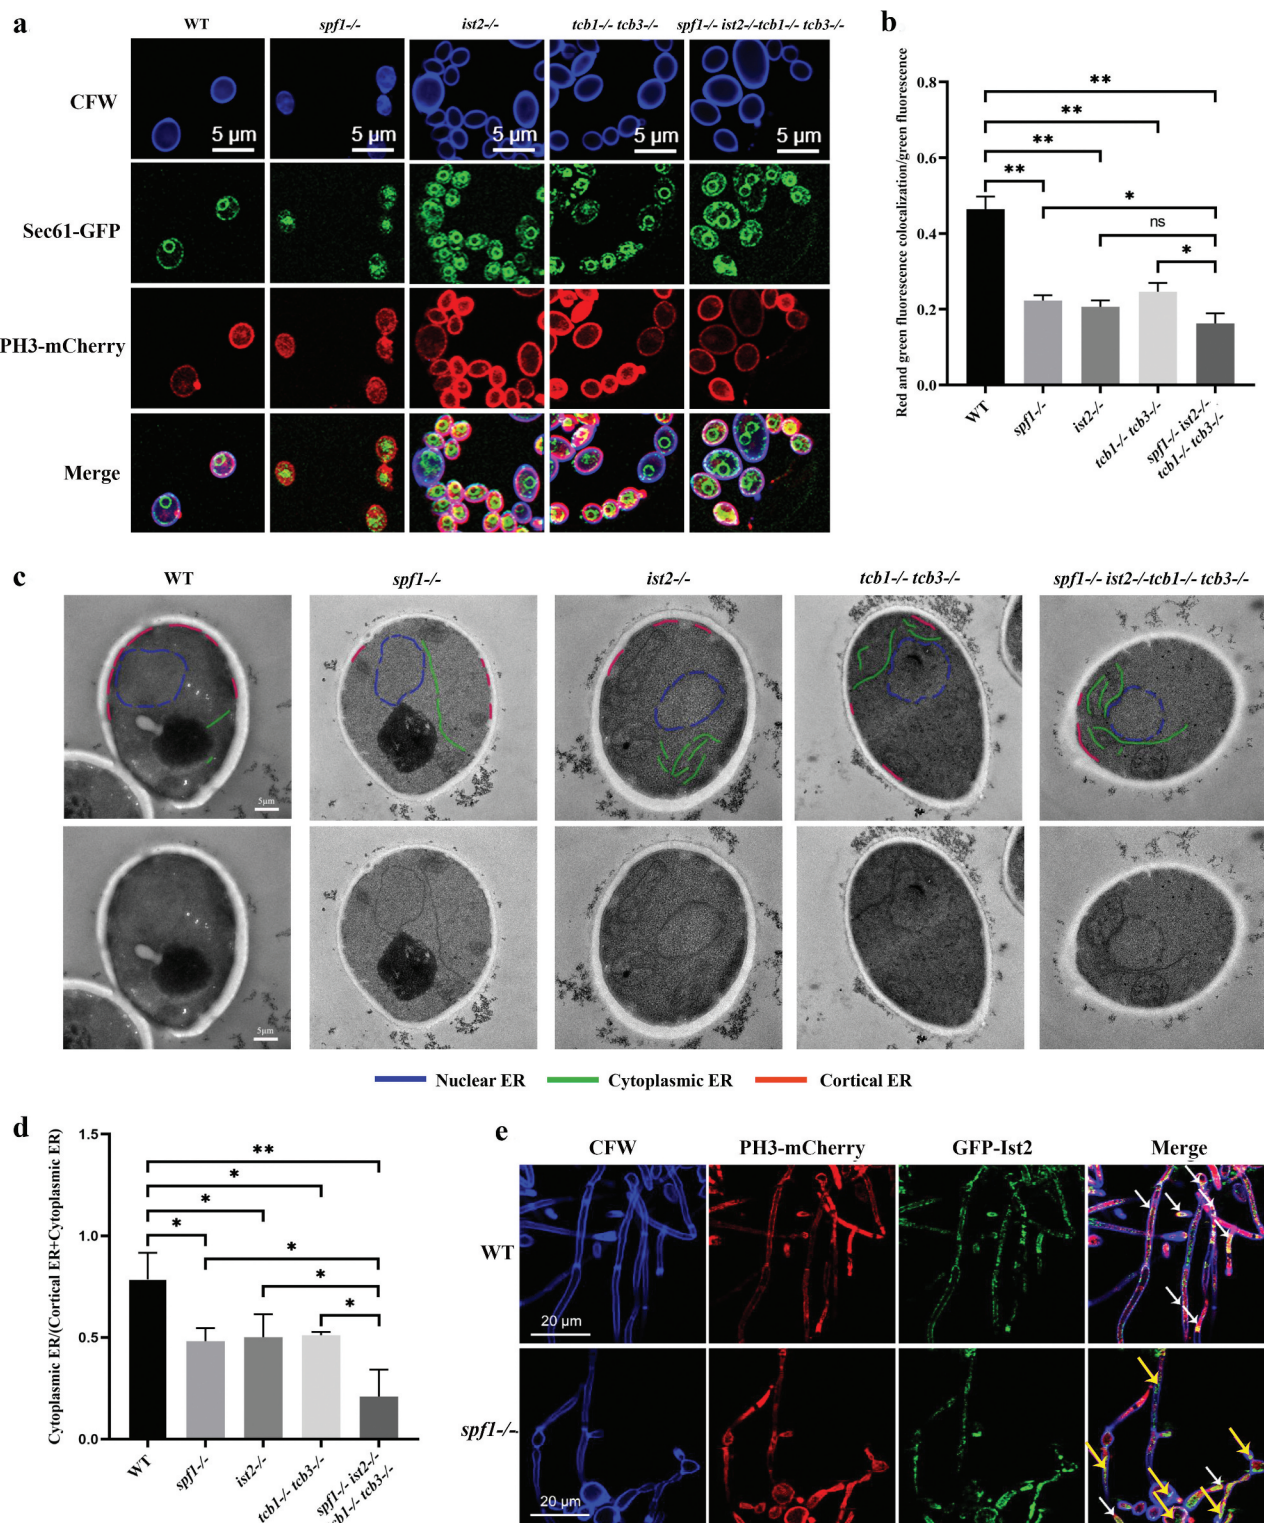 a
WT
spf1-/-
ist2-/-
tcb1-/- tcb3-/-
spf1-/- ist2-/-tcb1-/- tcb3-/-
CFW
5 µm
5 µm
5 µm
5 µm
5 µm
Sec61-GFP
PH3-mCherry
Merge
b
Red and green fluorescence colocalization/green fluorescence
0.8
0.6
0.4
0.2
0.0
**
**
**
**
*
ns
*
WT
spf1-/-
ist2-/-
tcb1-/- tcb3-/-
spf1-/- ist2-/-
tcb1-/- tcb3-/-
c
WT
spf1-/-
ist2-/-
tcb1-/- tcb3-/-
spf1-/- ist2-/-tcb1-/- tcb3-/-
5µm
5µm
Nuclear ER
Cytoplasmic ER
Cortical ER
d
Cytoplasmic ER/(Cortical ER+Cytoplasmic ER)
1.5
1.0
0.5
0.0
**
*
*
*
*
*
*
WT
spf1-/-
ist2-/-
tcb1-/- tcb3-/-
spf1-/- ist2-/-
cb1-/- tcb3-/-
e
CFW
PH3-mCherry
GFP-Ist2
Merge
WT
20 µm
spf1-/-
20 µm